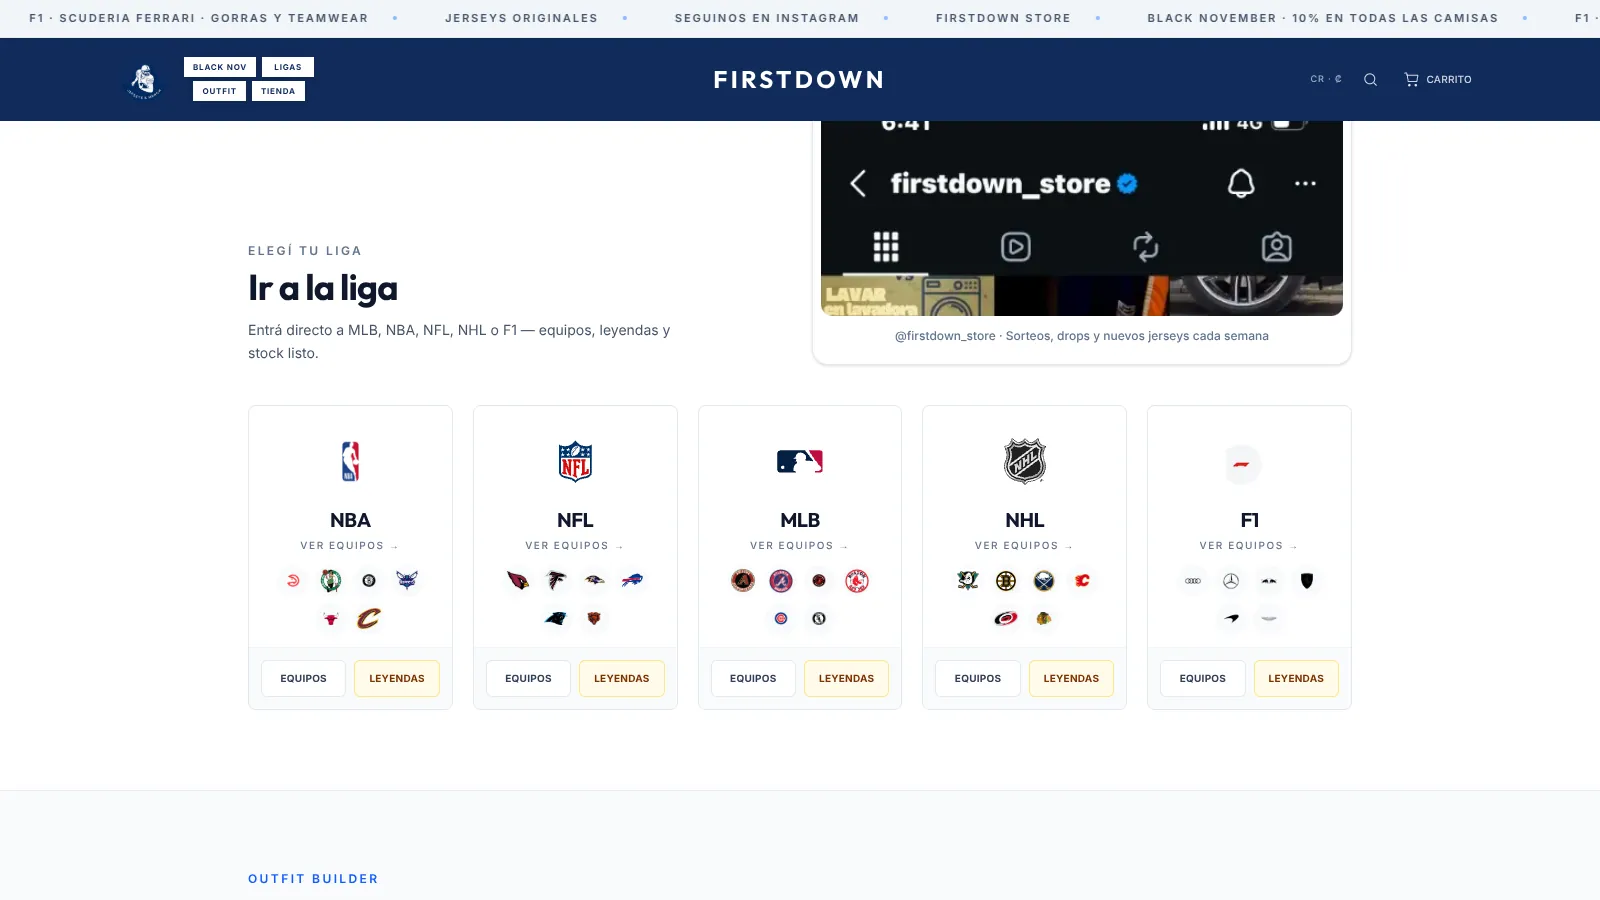 F1 · SCUDERIA FERRARI · GORRAS Y TEAMWEAR • JERSEYS ORIGINALES • SEGUINOS EN INSTAGRAM • FIRSTDOWN STORE • BLACK NOVEMBER · 10% EN TODAS LAS CAMISAS • F1 ·
BLACK NOV LIGAS
OUTFIT TIENDA
FIRSTDOWN
CR · ₡
CARRITO
6:41 4G
firstdown_store
LAVAR
en lavadora
@firstdown_store · Sorteos, drops y nuevos jerseys cada semana
ELEGÍ TU LIGA
Ir a la liga
Entrá directo a MLB, NBA, NFL, NHL o F1 — equipos, leyendas y
stock listo.
NBA
NBA
VER EQUIPOS →
EQUIPOS LEYENDAS
NFL
NFL
VER EQUIPOS →
EQUIPOS LEYENDAS
MLB
VER EQUIPOS →
EQUIPOS LEYENDAS
NHL
NHL
VER EQUIPOS →
EQUIPOS LEYENDAS
F1
VER EQUIPOS →
EQUIPOS LEYENDAS
OUTFIT BUILDER